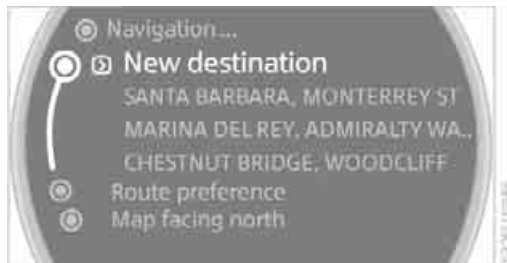 Navigation ...
New destination
SANTA BARBARA, MONTERREY ST
MARINA DEL REY, ADMIRALTY WA..
CHESTNUT BRIDGE, WOODCLIFF
Route preference
Map facing north